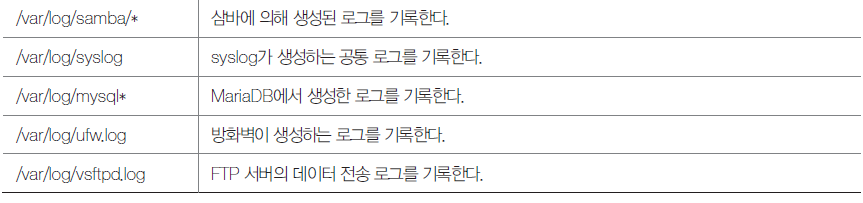 /var/log/samba/* 삼바에 의해 생성된 로그를 기록한다.
/var/log/syslog syslog가 생성하는 공통 로그를 기록한다.
/var/log/mysql* MariaDB에서 생성한 로그를 기록한다.
/var/log/ufw.log 방화벽이 생성하는 로그를 기록한다.
/var/log/vsftpd.log FTP 서버의 데이터 전송 로그를 기록한다.